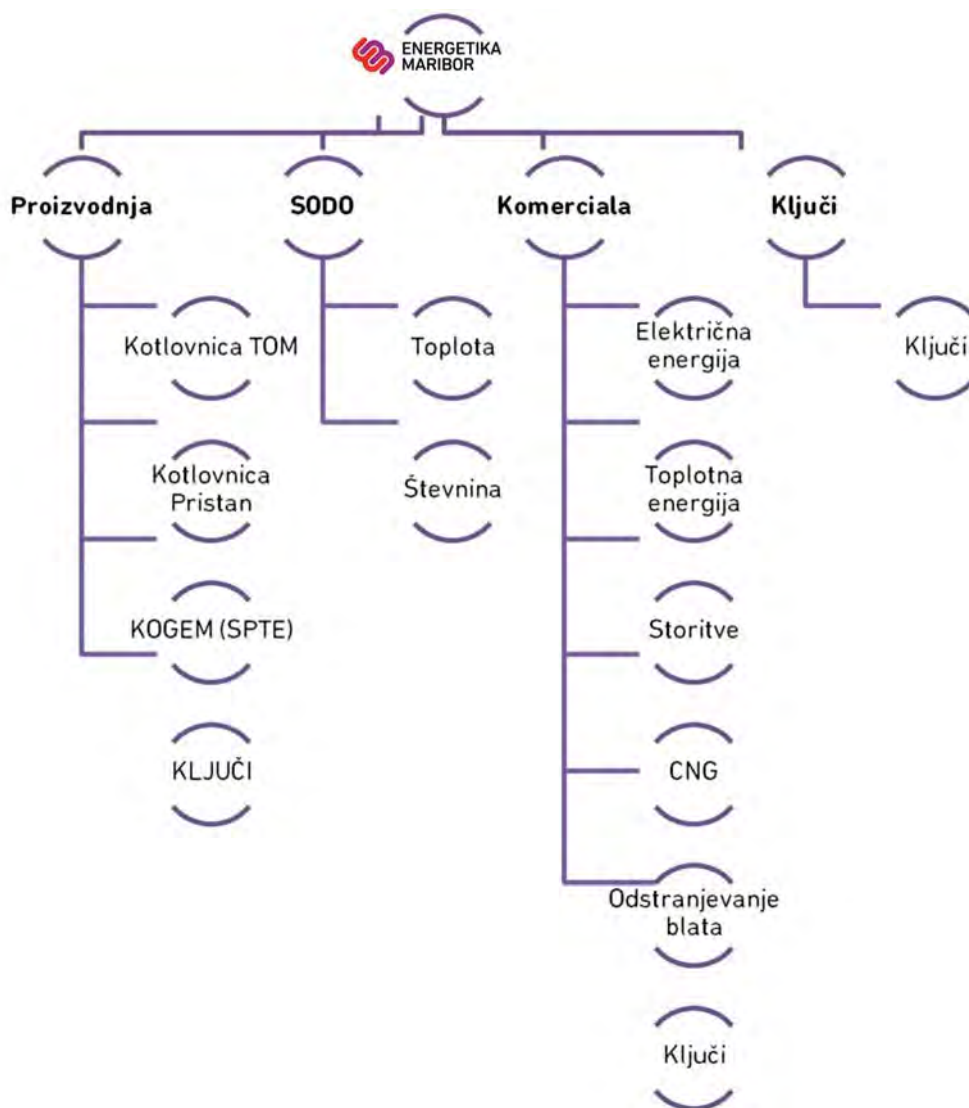 ENERGETIKA
MARIBOR
Proizvodnja
SODO
Komerciala
Ključi
Kotlovnica TOM
Kotlovnica
Pristan
KOGEM (SPTE)
KLJUČI
Toplota
Števnina
Električna
energija
Toplotna
energija
Storitve
CNG
Odstranjevanje
blata
Ključi
Ključi